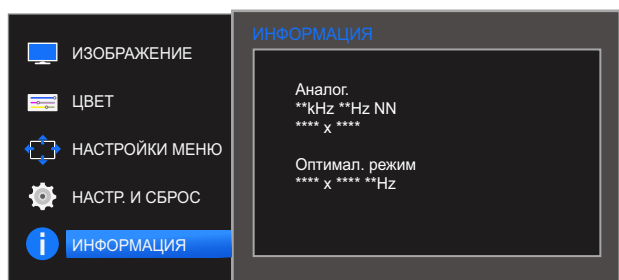 ИЗОБРАЖЕНИЕ
ЦВЕТ
НАСТРОЙКИ МЕНЮ
НАСТР. И СБРОС
ИНФОРМАЦИЯ
ИНФОРМАЦИЯ
Аналог.
**kHz **Hz NN
**** x ****
Оптимал. режим
**** x **** **Hz